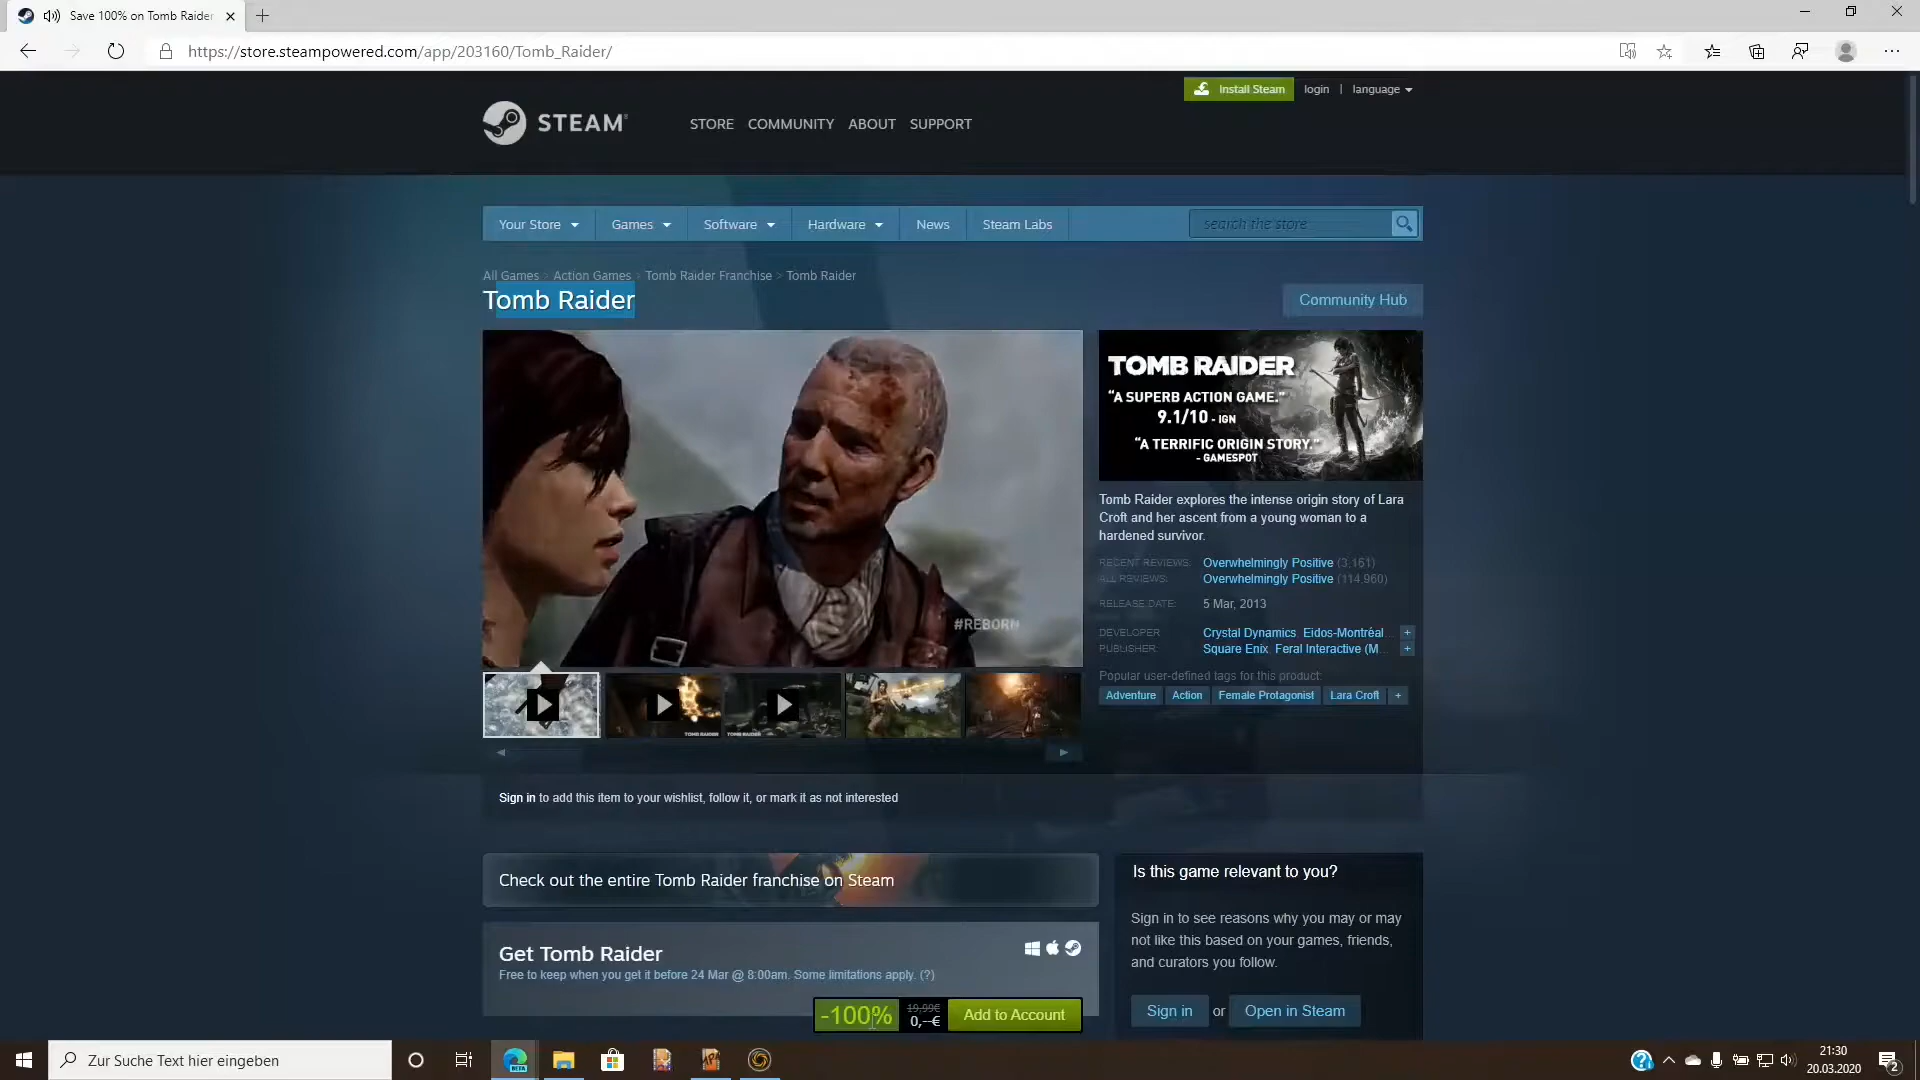 Save 100% on Tomb Raider
https://store.steampowered.com/app/203160/Tomb_Raider/
Install Steam login | language
STEAM STORE COMMUNITY ABOUT SUPPORT
Your Store Games Software Hardware News Steam Labs search the store
All Games > Action Games > Tomb Raider Franchise > Tomb Raider
Tomb Raider
Community Hub
#REBORN
TOMB RAIDER
"A SUPERB ACTION GAME."
9.1/10 - IGN
"A TERRIFIC ORIGIN STORY."
- GAMESPOT
Tomb Raider explores the intense origin story of Lara
Croft and her ascent from a young woman to a
hardened survivor.
RECENT REVIEWS: Overwhelmingly Positive (3,161)
ALL REVIEWS: Overwhelmingly Positive (114,960)
RELEASE DATE: 5 Mar, 2013
DEVELOPER: Crystal Dynamics, Eidos-Montréal... +
PUBLISHER: Square Enix, Feral Interactive (M... +
Popular user-defined tags for this product:
Adventure Action Female Protagonist Lara Croft +
TOMB RAIDER TOMB RAIDER
Sign in to add this item to your wishlist, follow it, or mark it as not interested
Check out the entire Tomb Raider franchise on Steam
Get Tomb Raider
Free to keep when you get it before 24 Mar @ 8:00am. Some limitations apply. (?)
-100% 19,99€ 0,--€ Add to Account
Is this game relevant to you?
Sign in to see reasons why you may or may
not like this based on your games, friends,
and curators you follow.
Sign in or Open in Steam
Zur Suche Text hier eingeben
BETA
21:30
20.03.2020
2